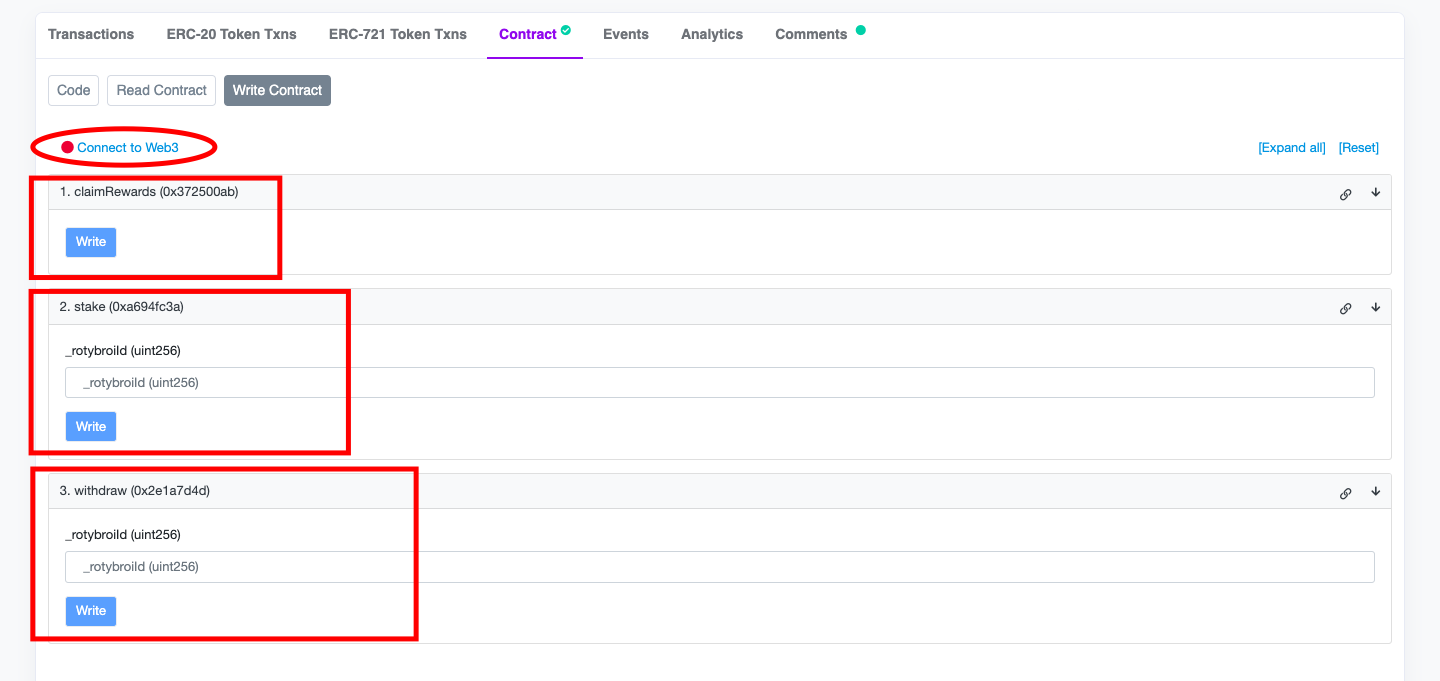 Transactions ERC-20 Token Txns ERC-721 Token Txns Contract Events Analytics Comments
Code Read Contract Write Contract
Connect to Web3 [Expand all] [Reset]
1. claimRewards (0x372500ab)
Write
2. stake (0xa694fc3a)
_rotybroiId (uint256)
_rotybroiId (uint256)
Write
3. withdraw (0x2e1a7d4d)
_rotybroiId (uint256)
_rotybroiId (uint256)
Write